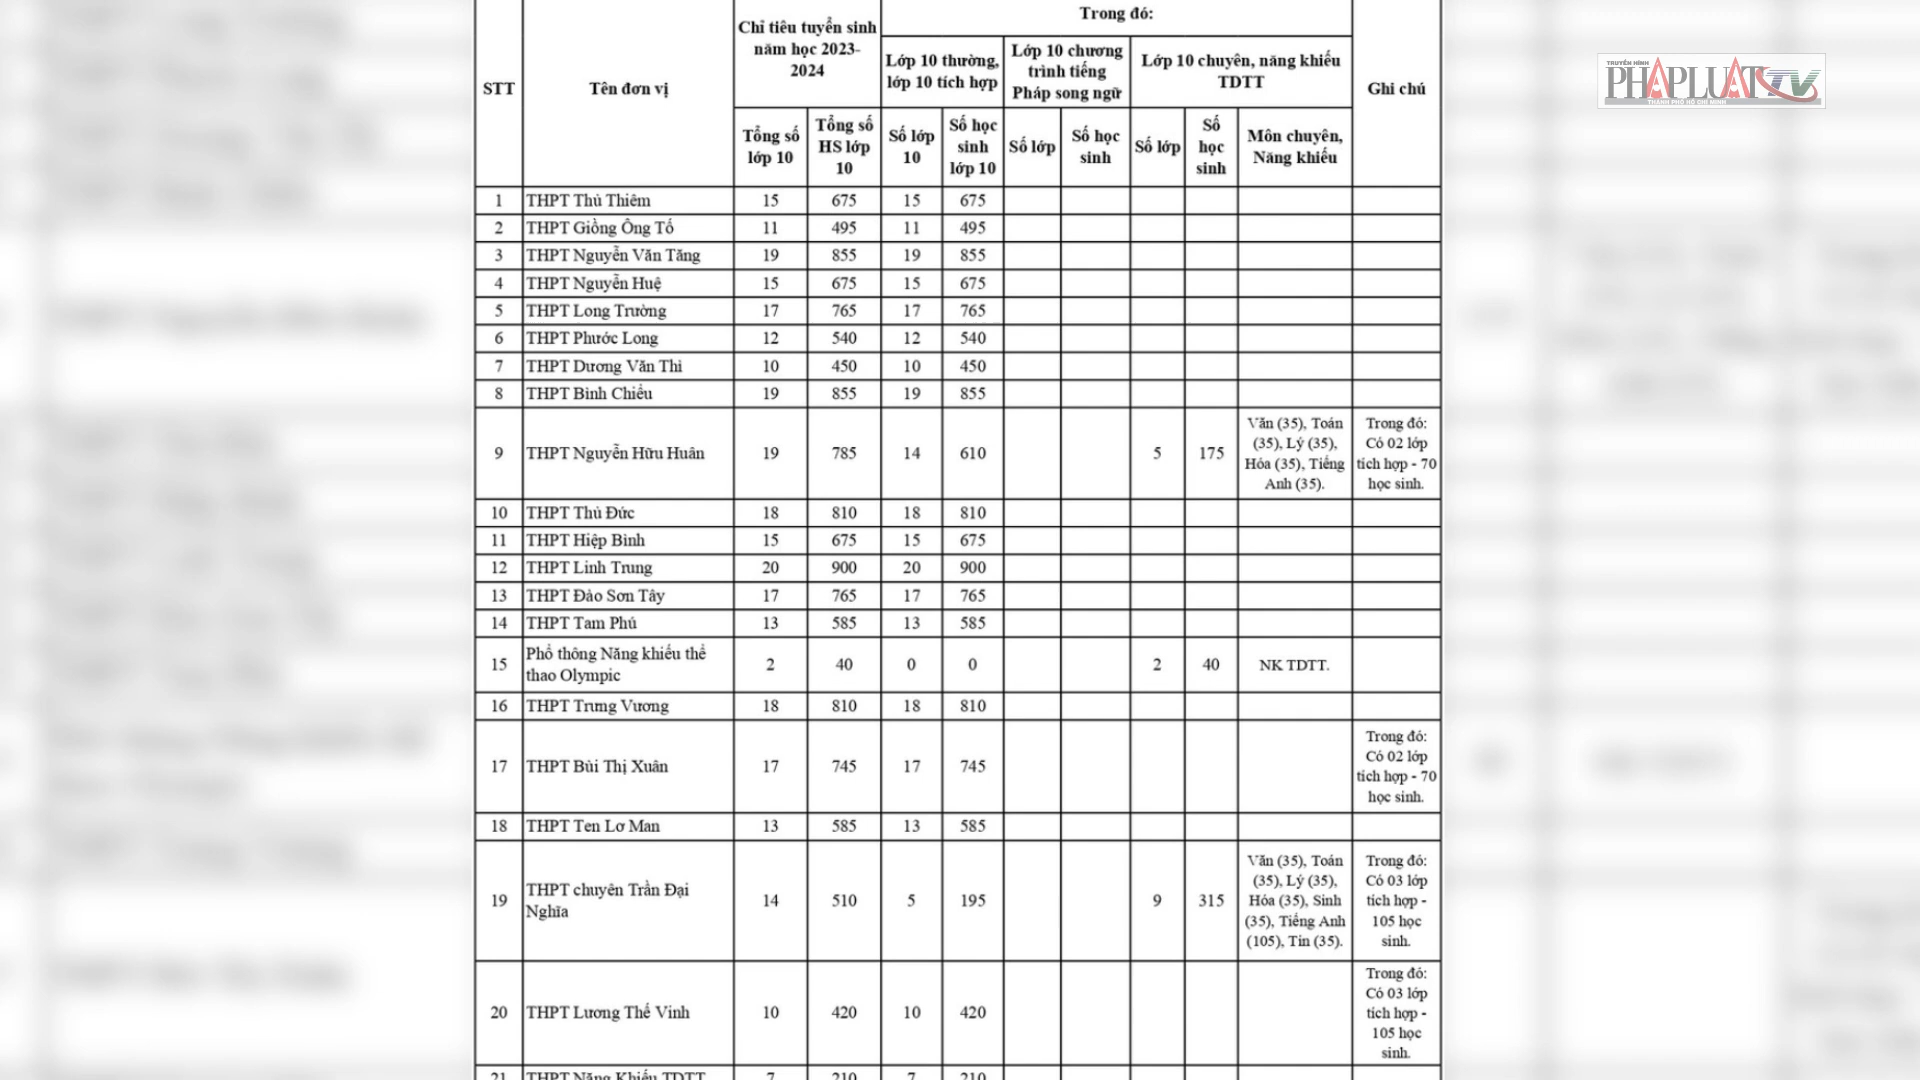 Trong đó:
Chỉ tiêu tuyển sinh
năm học 2023-
2024
Lớp 10 thường,
lớp 10 tích hợp
Lớp 10 chương
trình tiếng
Pháp song ngữ
Lớp 10 chuyên, năng khiếu
TDTT
STT
Tên đơn vị
Ghi chú
TRUYỀN HÌNH
PHÁPLUẬT TV
THÀNH PHỐ HỒ CHÍ MINH
Tổng số
lớp 10
Tổng số
HS lớp
10
Số lớp
10
Số học
sinh
lớp 10
Số lớp
Số học
sinh
Số lớp
Số
học
sinh
Môn chuyên,
Năng khiếu
1 THPT Thủ Thiêm 15 675 15 675
2 THPT Giồng Ông Tố 11 495 11 495
3 THPT Nguyễn Văn Tăng 19 855 19 855
4 THPT Nguyễn Huệ 15 675 15 675
5 THPT Long Trường 17 765 17 765
6 THPT Phước Long 12 540 12 540
7 THPT Dương Văn Thì 10 450 10 450
8 THPT Bình Chiểu 19 855 19 855
9 THPT Nguyễn Hữu Huân 19 785 14 610 5 175
Văn (35), Toán
(35), Lý (35),
Hóa (35), Tiếng
Anh (35).
Trong đó:
Có 02 lớp
tích hợp - 70
học sinh.
10 THPT Thủ Đức 18 810 18 810
11 THPT Hiệp Bình 15 675 15 675
12 THPT Linh Trung 20 900 20 900
13 THPT Đào Sơn Tây 17 765 17 765
14 THPT Tam Phú 13 585 13 585
15 Phổ thông Năng khiếu thể
thao Olympic 2 40 0 0 2 40 NK TDTT.
16 THPT Trưng Vương 18 810 18 810
17 THPT Bùi Thị Xuân 17 745 17 745
Trong đó:
Có 02 lớp
tích hợp - 70
học sinh.
18 THPT Ten Lơ Man 13 585 13 585
19 THPT chuyên Trần Đại
Nghĩa 14 510 5 195 9 315
Văn (35), Toán
(35), Lý (35),
Hóa (35), Sinh
(35), Tiếng Anh
(105), Tin (35).
Trong đó:
Có 03 lớp
tích hợp -
105 học
sinh.
20 THPT Lương Thế Vinh 10 420 10 420
Trong đó:
Có 03 lớp
tích hợp -
105 học
sinh.
21 THPT Năng Khiếu TDTT 7 210 7 210